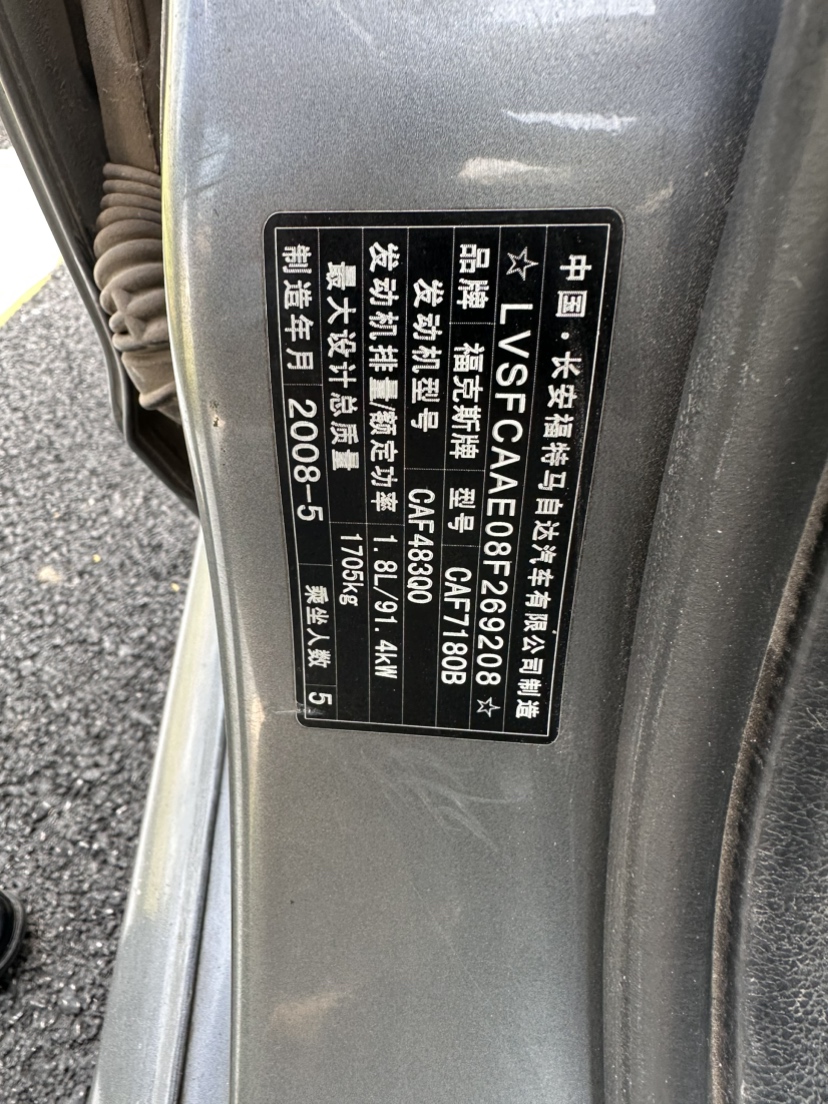 中国·长安福特马自达汽车有限公司制造
☆ LVSFCAAE08F269208 ☆
品牌 福克斯牌 型号 CAF7180B
发动机型号 CAF483Q0
发动机排量/额定功率 1.8L/91.4kW
最大设计总质量 1705kg
制造年月 2008-5 乘坐人数 5